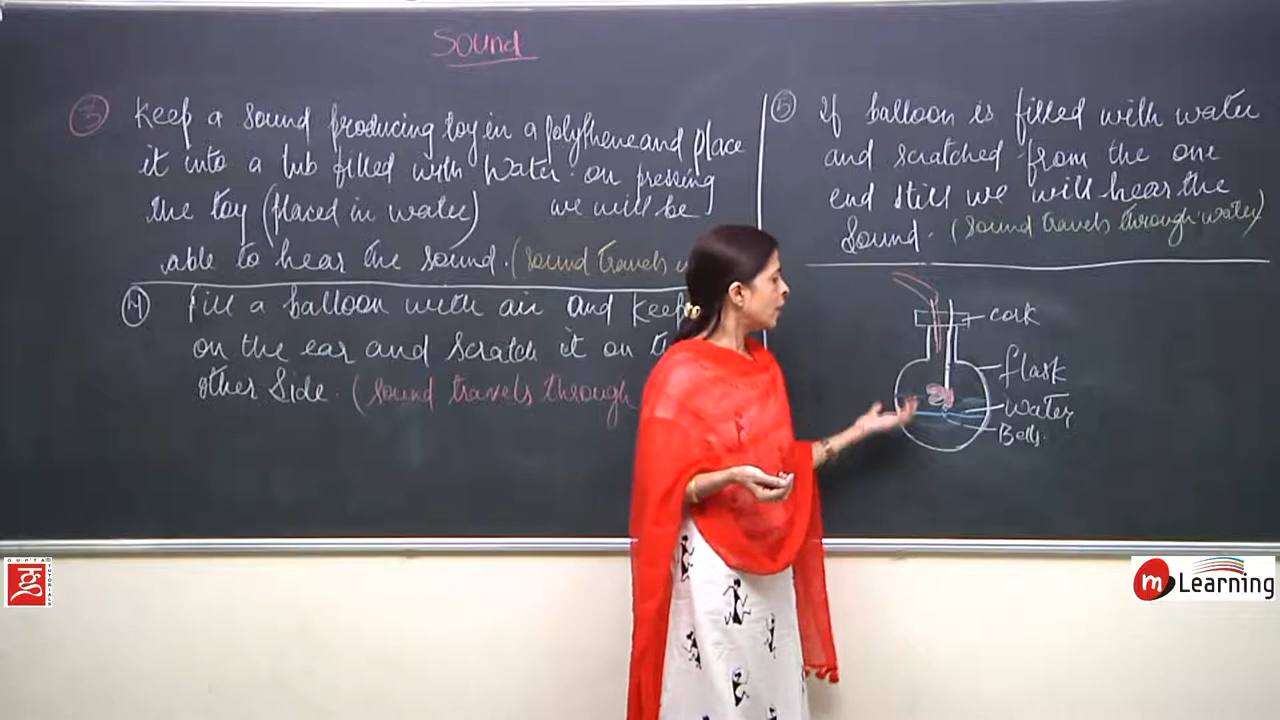 Sound
③ Keep a sound producing toy in a polythene and place
it into a tub filled with water. on pressing
the toy (placed in water) we will be
able to hear the sound. (sound travels
④ Fill a balloon with air and keep
on the ear and scratch it on
other side. (sound travels through
⑤ If balloon is filled with water
and scratched from the one
end still we will hear the
sound. (sound travels through water)
cork
flask
water
Bells.
GUPTA TUTORIALS
m Learning